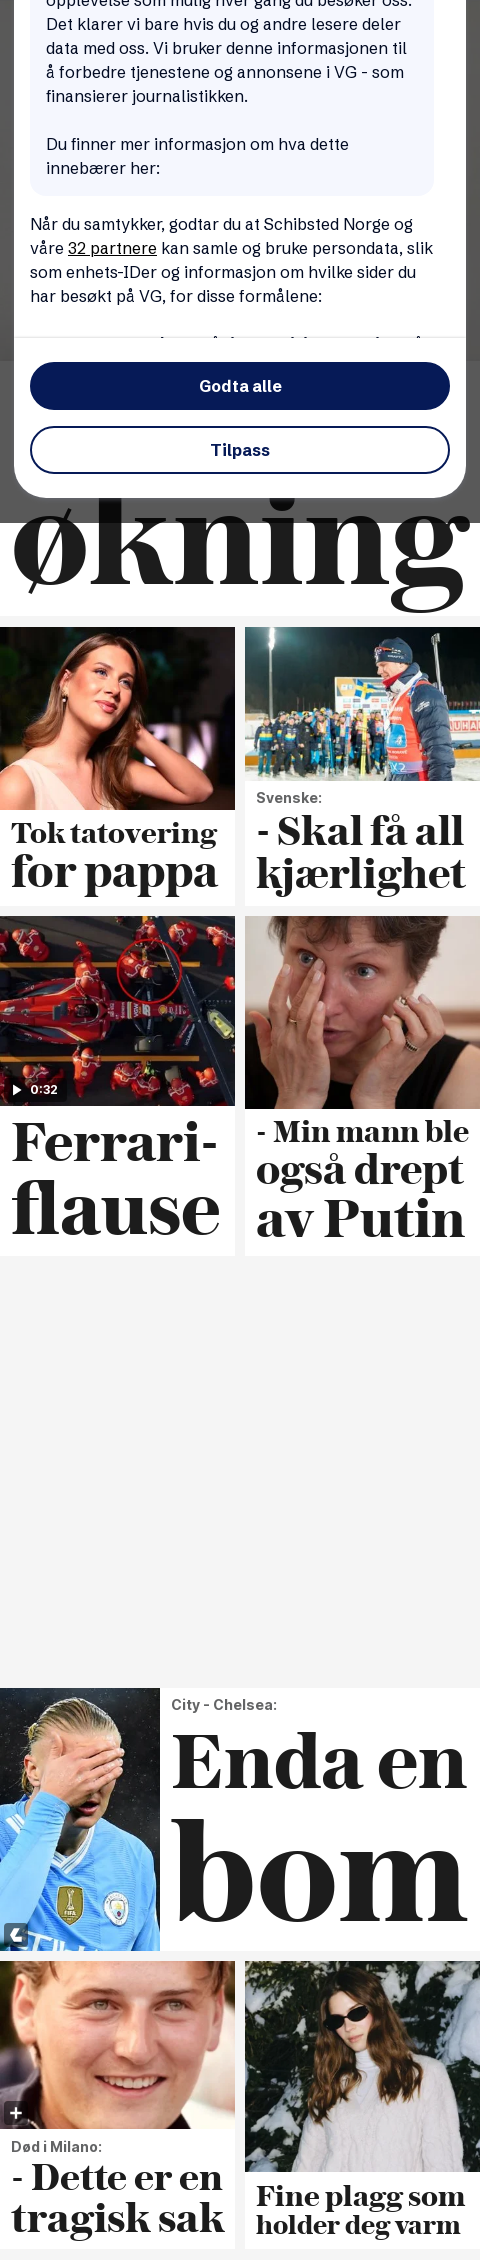 opplevelse som mulig hver gang du besøker oss.
Det klarer vi bare hvis du og andre lesere deler
data med oss. Vi bruker denne informasjonen til
å forbedre tjenestene og annonsene i VG - som
finansierer journalistikken.
Du finner mer informasjon om hva dette
innebærer her:
Når du samtykker, godtar du at Schibsted Norge og
våre 32 partnere kan samle og bruke persondata, slik
som enhets-IDer og informasjon om hvilke sider du
har besøkt på VG, for disse formålene:
Godta alle
Tilpass
økning
Tok tatovering
for pappa
Svenske:
- Skal få all
kjærlighet
0:32
Ferrari-
flause
- Min mann ble
også drept
av Putin
City - Chelsea:
Enda en
bom
Død i Milano:
- Dette er en
tragisk sak
Fine plagg som
holder deg varm